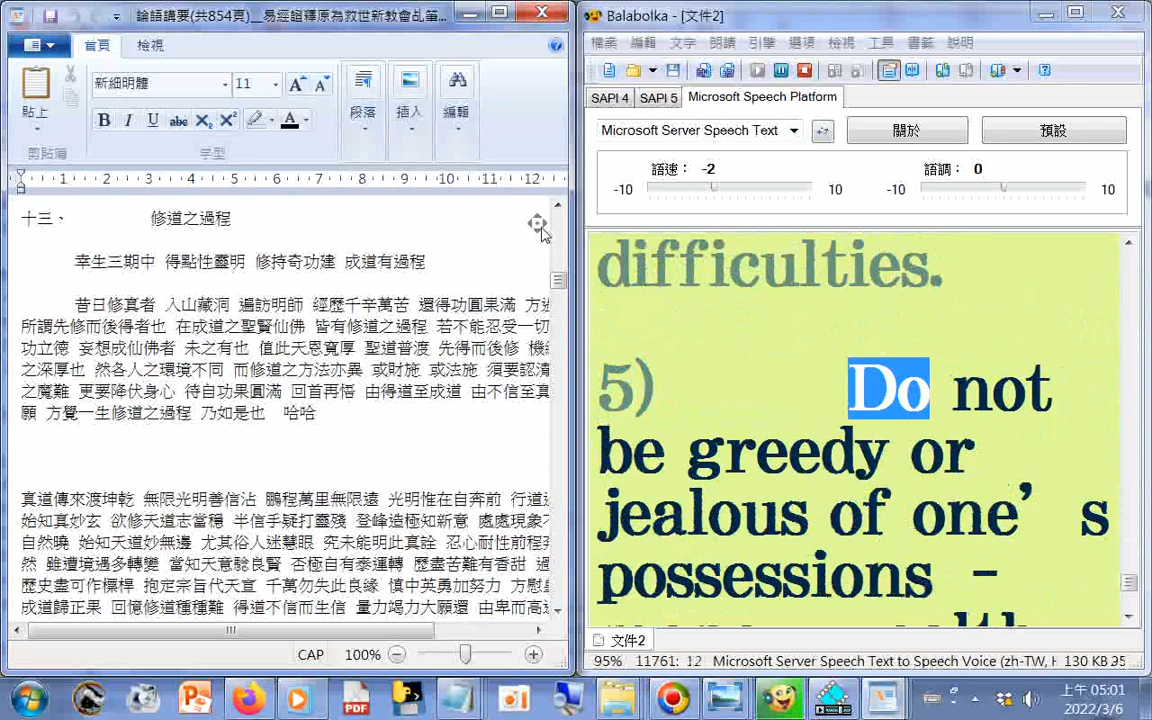 論語講要(共854頁)__易經證釋原為救世新教會乩筆...
首頁 檢視
新細明體 11
貼上
B I U abc X₂ X²
段落 插入 編輯
剪貼簿 字型
1 2 3 4 5 6 7 8 9 10 11 12
十三、 修道之過程
幸生三期中 得點性靈明 修持奇功建 成道有過程
昔日修真者 入山藏洞 遍訪明師 經歷千辛萬苦 還得功圓果滿 方
所謂先修而後得者也 在成道之聖賢仙佛 皆有修道之過程 若不能忍受一切
功立德 妄想成仙佛者 未之有也 值此天恩寬厚 聖道普渡 先得而後修 機
之深厚也 然各人之環境不同 而修道之方法亦異 或財施 或法施 須要認清
之魔難 更要降伏身心 待自功果圓滿 回首再悟 由得道至成道 由不信至真
願 方覺一生修道之過程 乃如是也 哈哈
真道傳來渡坤乾 無限光明善信沾 鵬程萬里無限遠 光明惟在自奔前 行道
始知真妙玄 欲修天道志當穩 半信乎疑打靈殘 登峰造極知新意 處處現象
自然曉 始知天道妙無邊 尤其俗人迷慧眼 究未能明此真詮 忍心耐性前程
然 雖遭境遇多轉變 當知天意驗良賢 否極自有泰運轉 歷盡苦難有香甜 過
歷史盡可作標桿 抱定宗旨代天宣 千萬勿失此良緣 慎中英勇加努力 方慰
成道歸正果 回憶修道種種難 得道不信而生信 量力竭力大願還 由卑而高
CAP 100%
Balabolka - [文件2]
檔案 編輯 文字 朗讀 引擎 選項 檢視 工具 書籤 說明
SAPI 4 SAPI 5 Microsoft Speech Platform
Microsoft Server Speech Text 關於 預設
語速： -2 語調： 0
-10 10 -10 10
difficulties.
5) Do not
be greedy or
jealous of one’s
possessions -
文件2
95% 11761: 12 Microsoft Server Speech Text to Speech Voice (zh-TW, H 130 KB
上午 05:01
2022/3/6